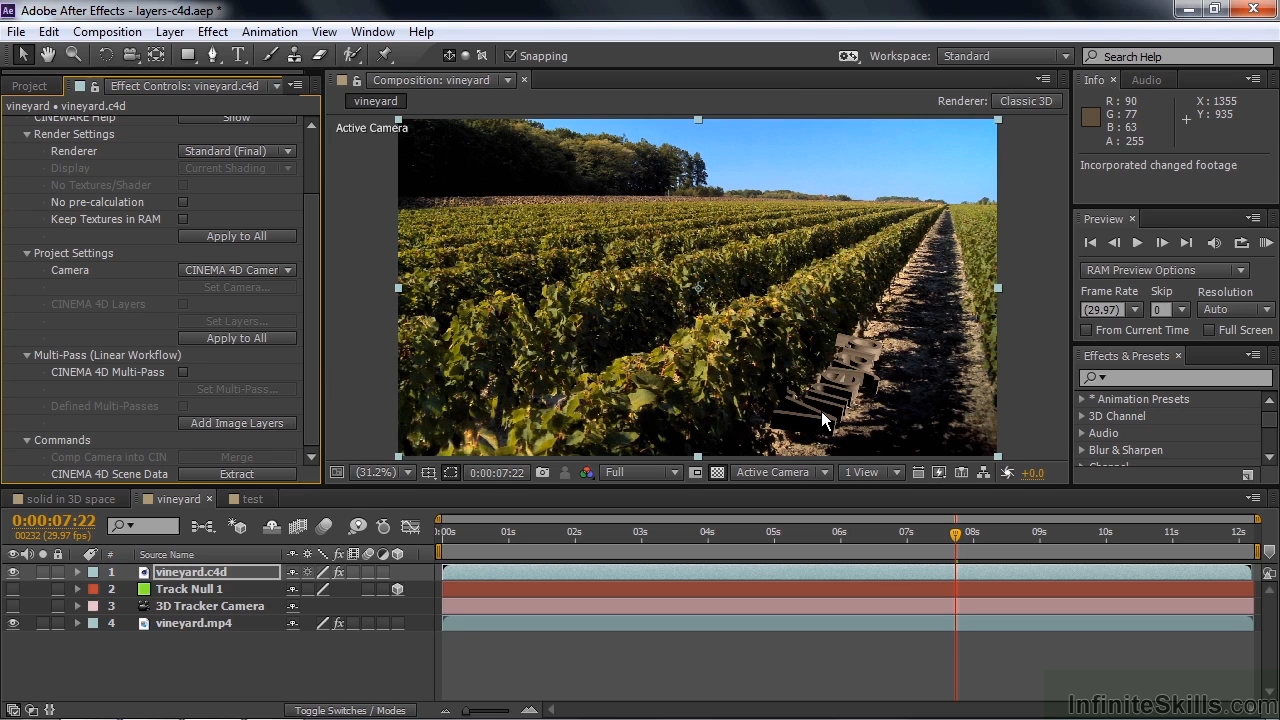 Ae Adobe After Effects - layers-c4d.aep *
File Edit Composition Layer Effect Animation View Window Help
Snapping Workspace: Standard Search Help
Project Effect Controls: vineyard.c4d
vineyard • vineyard.c4d
CINEWARE Help Show
Render Settings
Renderer Standard (Final)
Display Current Shading
No Textures/Shader
No pre-calculation
Keep Textures in RAM
Apply to All
Project Settings
Camera CINEMA 4D Camer
Set Camera...
CINEMA 4D Layers
Set Layers...
Apply to All
Multi-Pass (Linear Workflow)
CINEMA 4D Multi-Pass
Set Multi-Pass...
Defined Multi-Passes
Add Image Layers
Commands
Comp Camera into CIN Merge
CINEMA 4D Scene Data Extract
Composition: vineyard
vineyard Renderer: Classic 3D
Active Camera
(31.2%) 0:00:07:22 Full Active Camera 1 View +0.0
Info Audio
R : 90 X : 1355
G : 77 Y : 935
B : 63
A : 255
Incorporated changed footage
Preview
RAM Preview Options
Frame Rate Skip Resolution
(29.97) 0 Auto
From Current Time Full Screen
Effects & Presets
* Animation Presets
3D Channel
Audio
Blur & Sharpen
Channel
solid in 3D space vineyard test
0:00:07:22
00232 (29.97 fps)
:00s 01s 02s 03s 04s 05s 06s 07s 08s 09s 10s 11s 12s
# Source Name fx
1 vineyard.c4d fx
2 Track Null 1
3 3D Tracker Camera
4 vineyard.mp4 fx
Toggle Switches / Modes
InfiniteSkills.com